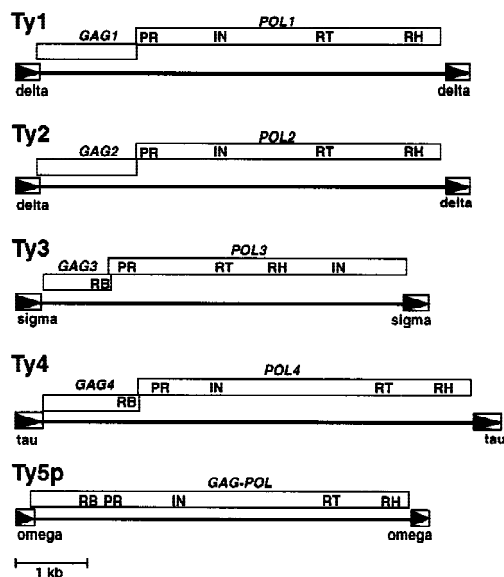 Ty1
GAG1 POL1
PR IN RT RH
delta delta
Ty2
GAG2 POL2
PR IN RT RH
delta delta
Ty3
GAG3 POL3
PR RT RH IN
RB
sigma sigma
Ty4
GAG4 POL4
PR IN RT RH
RB
tau tau
Ty5p
GAG-POL
RB PR IN RT RH
omega omega
1 kb